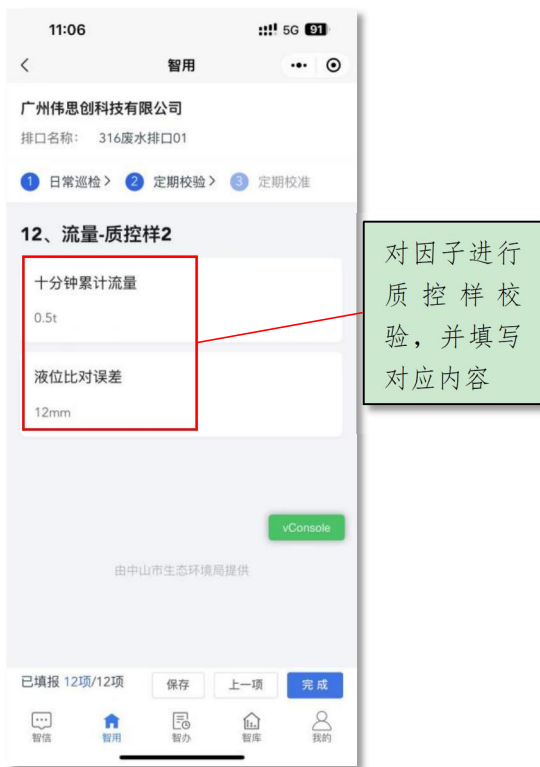 11:06
5G 91
智用
广州伟思创科技有限公司
排口名称： 316废水排口01
1 日常巡检 > 2 定期校验 > 3 定期校准
12、流量-质控样2
十分钟累计流量
0.5t
液位比对误差
12mm
对因子进行
质控样校
验，并填写
对应内容
vConsole
由中山市生态环境局提供
已填报 12项/12项
保存
上一项
完成
智信
智用
智办
智库
我的